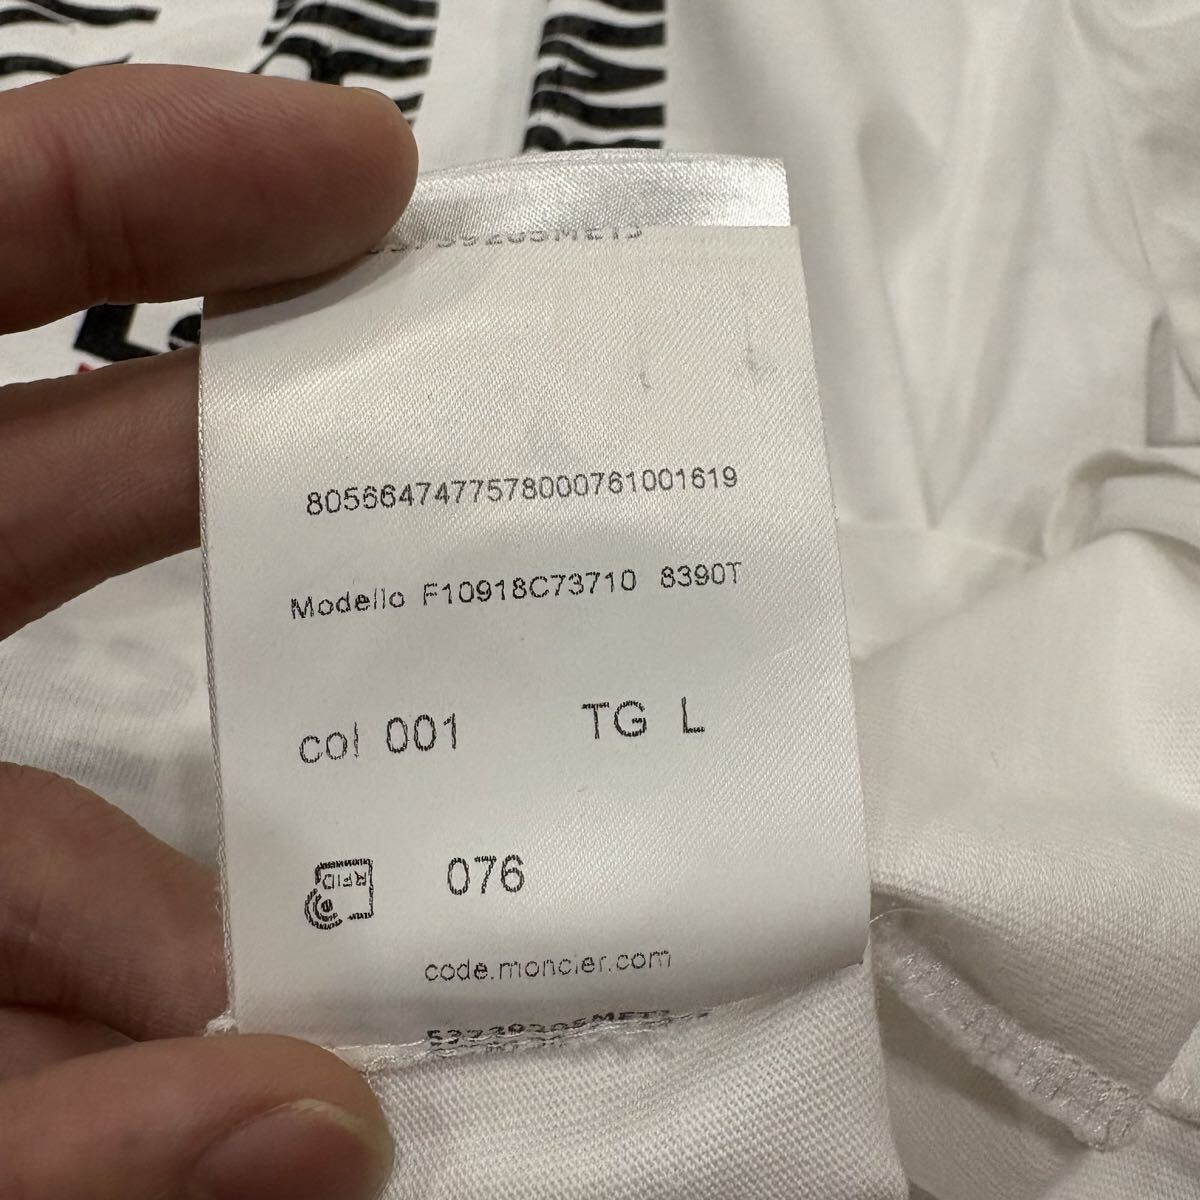 8056647477578000761001619
Modello F10918C73710 8390T
col 001 TG L
RFID
076
code.moncler.com